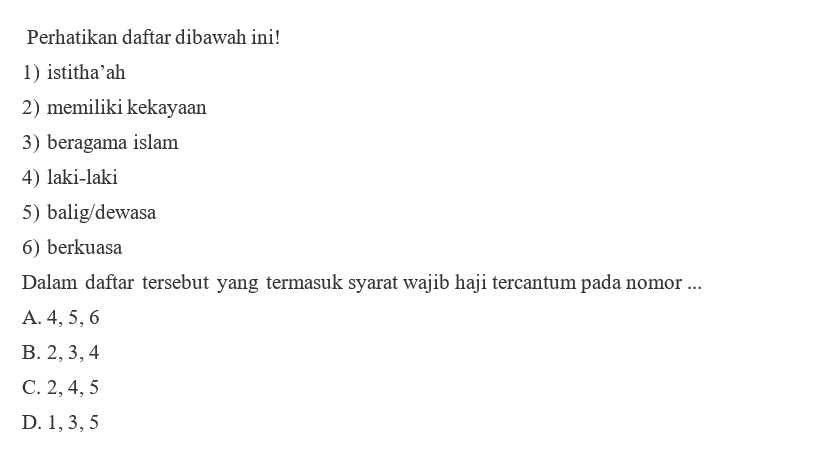 Perhatikan daftar dibawah ini!
1) istitha’ah
2) memiliki kekayaan
3) beragama islam
4) laki-laki
5) balig/dewasa
6) berkuasa
Dalam daftar tersebut yang termasuk syarat wajib haji tercantum pada nomor ...
A. 4, 5, 6
B. 2, 3, 4
C. 2, 4, 5
D. 1, 3, 5